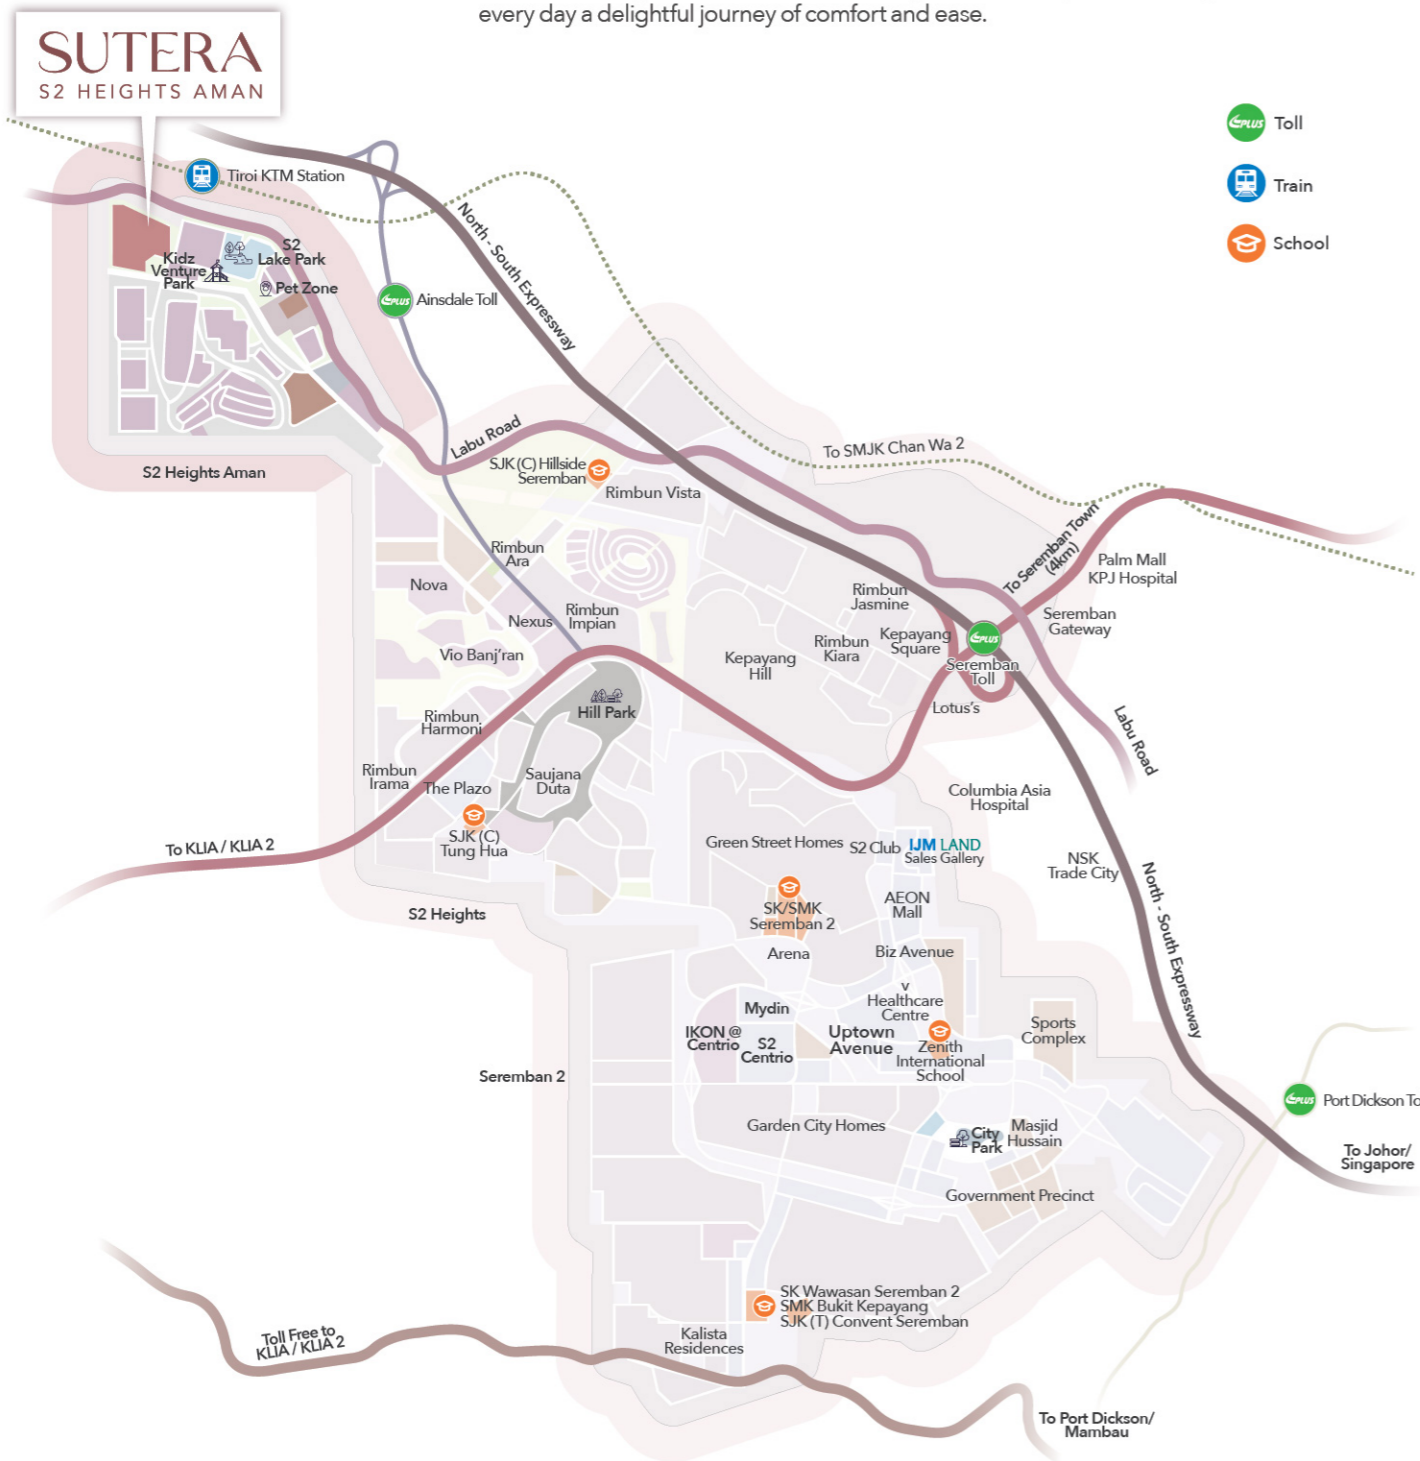 every day a delightful journey of comfort and ease.
SUTERA
S2 HEIGHTS AMAN
PLUS
Toll
Train
School
Tiroi KTM Station
S2
Lake Park
Kidz
Venture
Park
Pet Zone
PLUS
Ainsdale Toll
North - South Expressway
Labu Road
To SMJK Chan Wa 2
SJK (C) Hillside
Seremban
S2 Heights Aman
Rimbun Vista
To Seremban Town
(4km)
Palm Mall
KPJ Hospital
Rimbun
Ara
Nova
Rimbun
Jasmine
Nexus
Rimbun
Impian
Seremban
Gateway
PLUS
Rimbun
Kiara
Kepayang
Square
Vio Banj'ran
Kepayang
Hill
Seremban
Toll
Lotus's
Hill Park
Rimbun
Harmoni
Labu Road
Rimbun
Irama
The Plazo
Saujana
Duta
Columbia Asia
Hospital
To KLIA / KLIA 2
SJK (C)
Tung Hua
Green Street Homes
S2 Club
IJM LAND
Sales Gallery
NSK
Trade City
S2 Heights
SK/SMK
Seremban 2
AEON
Mall
North - South Expressway
Arena
Biz Avenue
v
Healthcare
Centre
Mydin
IKON @
Centrio
S2
Centrio
Uptown
Avenue
Zenith
International
School
Sports
Complex
Seremban 2
PLUS
Port Dickson To
Garden City Homes
City
Park
Masjid
Hussain
To Johor/
Singapore
Government Precinct
SK Wawasan Seremban 2
SMK Bukit Kepayang
SJK (T) Convent Seremban
Toll Free to
KLIA / KLIA 2
Kalista
Residences
To Port Dickson/
Mambau